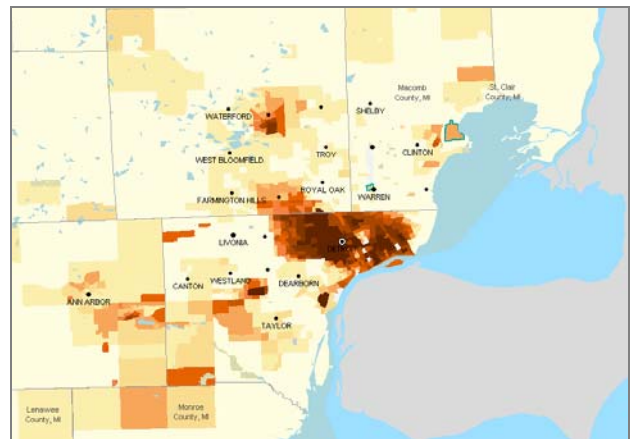 Macomb
County, MI
St. Clair
County, MI
SHELBY
WATERFORD
CLINTON
TROY
WEST BLOOMFIELD
ROYAL OAK
WARREN
FARMINGTON HILLS
LIVONIA
WESTLAND
CANTON
DEARBORN
ANN ARBOR
TAYLOR
Lenawee
County, MI
Monroe
County, MI